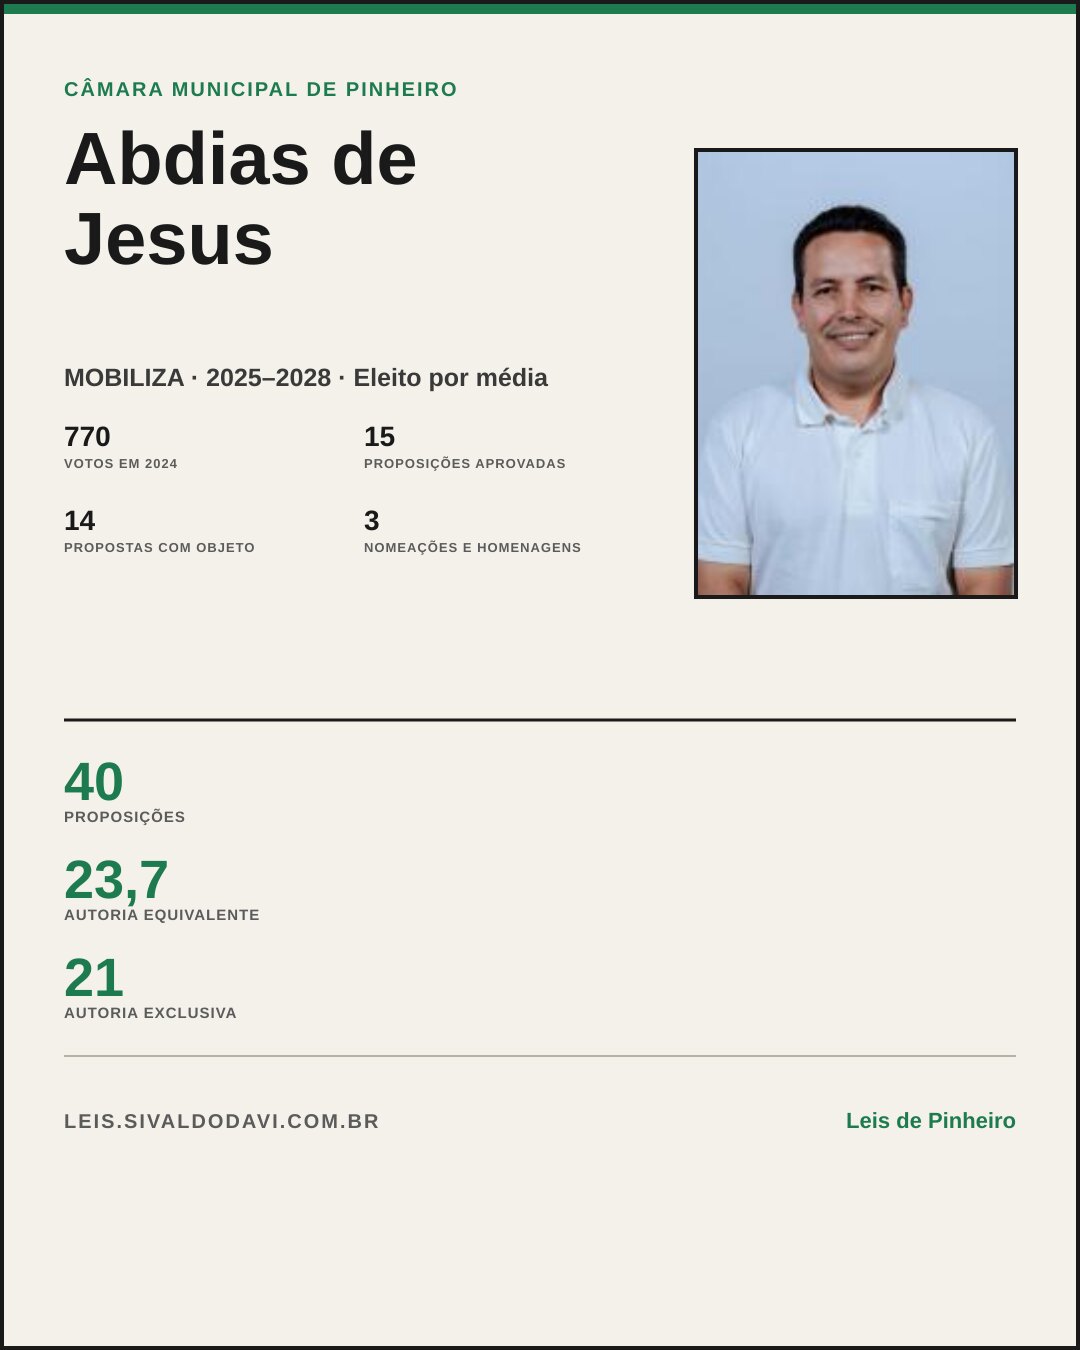 CÂMARA MUNICIPAL DE PINHEIRO
Abdias de
Jesus
MOBILIZA · 2025–2028 · Eleito por média
770
VOTOS EM 2024
15
PROPOSIÇÕES APROVADAS
14
PROPOSTAS COM OBJETO
3
NOMEAÇÕES E HOMENAGENS
40
PROPOSIÇÕES
23,7
AUTORIA EQUIVALENTE
21
AUTORIA EXCLUSIVA
LEIS.SIVALDODAVI.COM.BR
Leis de Pinheiro